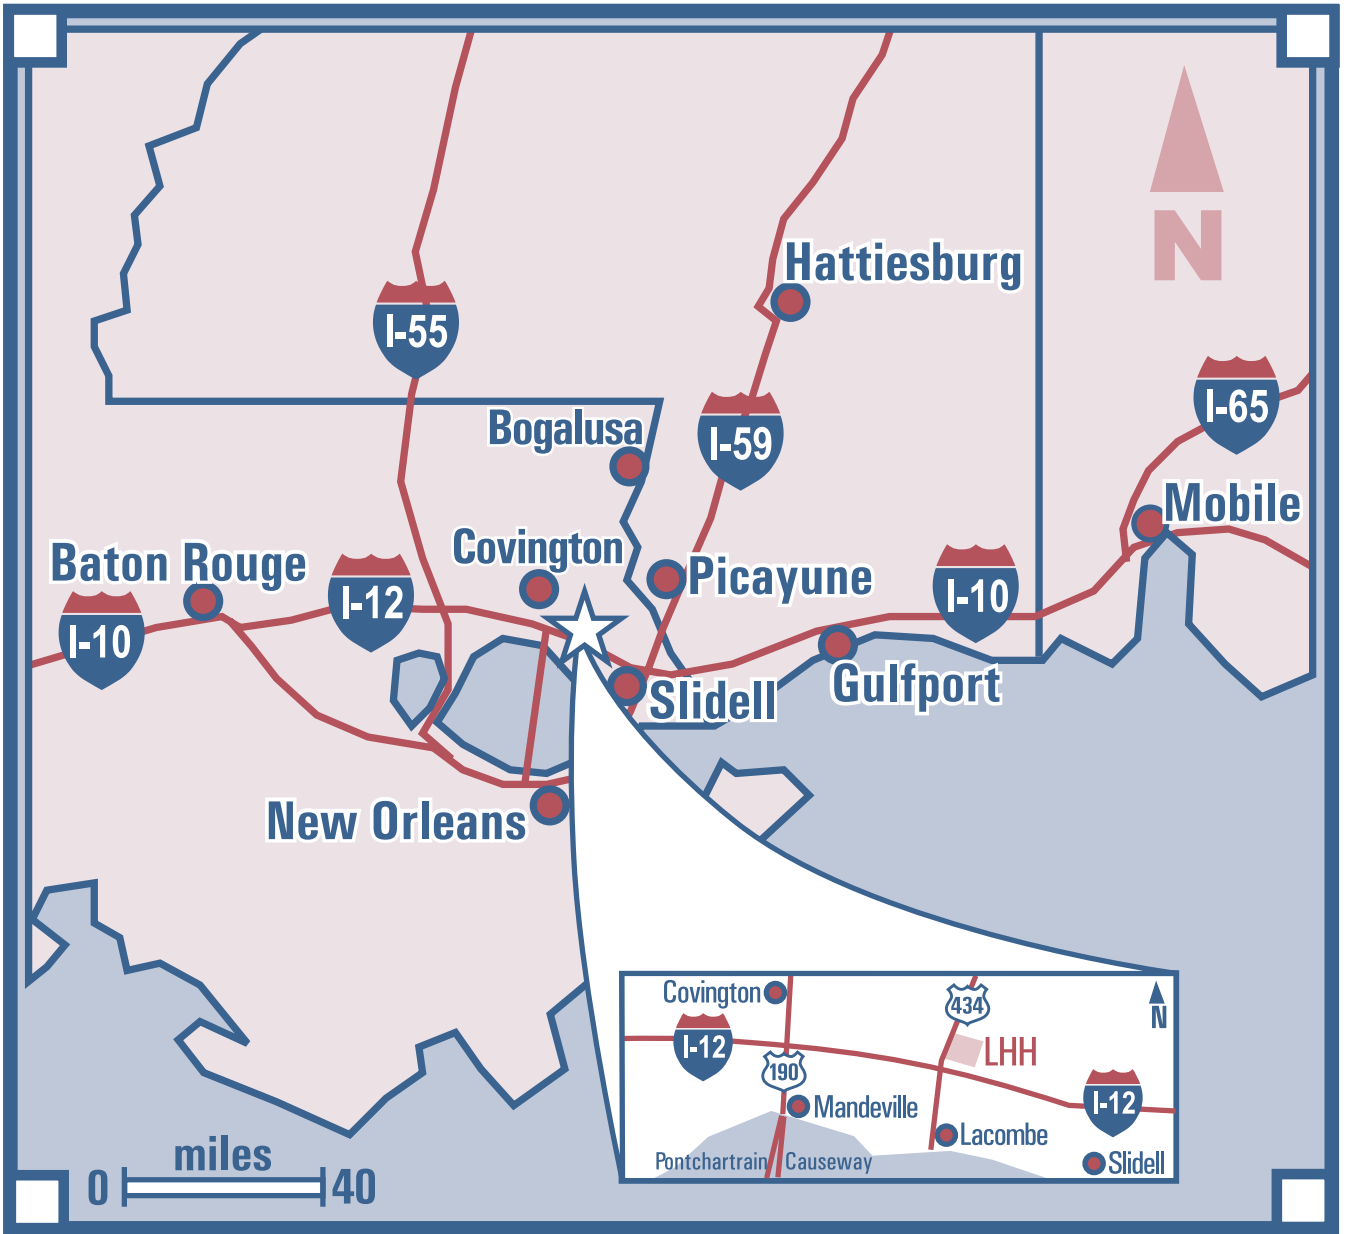 N
Hattiesburg
I-55
I-65
Bogalusa
I-59
Mobile
Covington
Baton Rouge
Picayune
I-12
I-10
I-10
Gulfport
Slidell
New Orleans
Covington
434
N
I-12
LHH
190
I-12
Mandeville
Lacombe
Pontchartrain Causeway
Slidell
miles
0 40